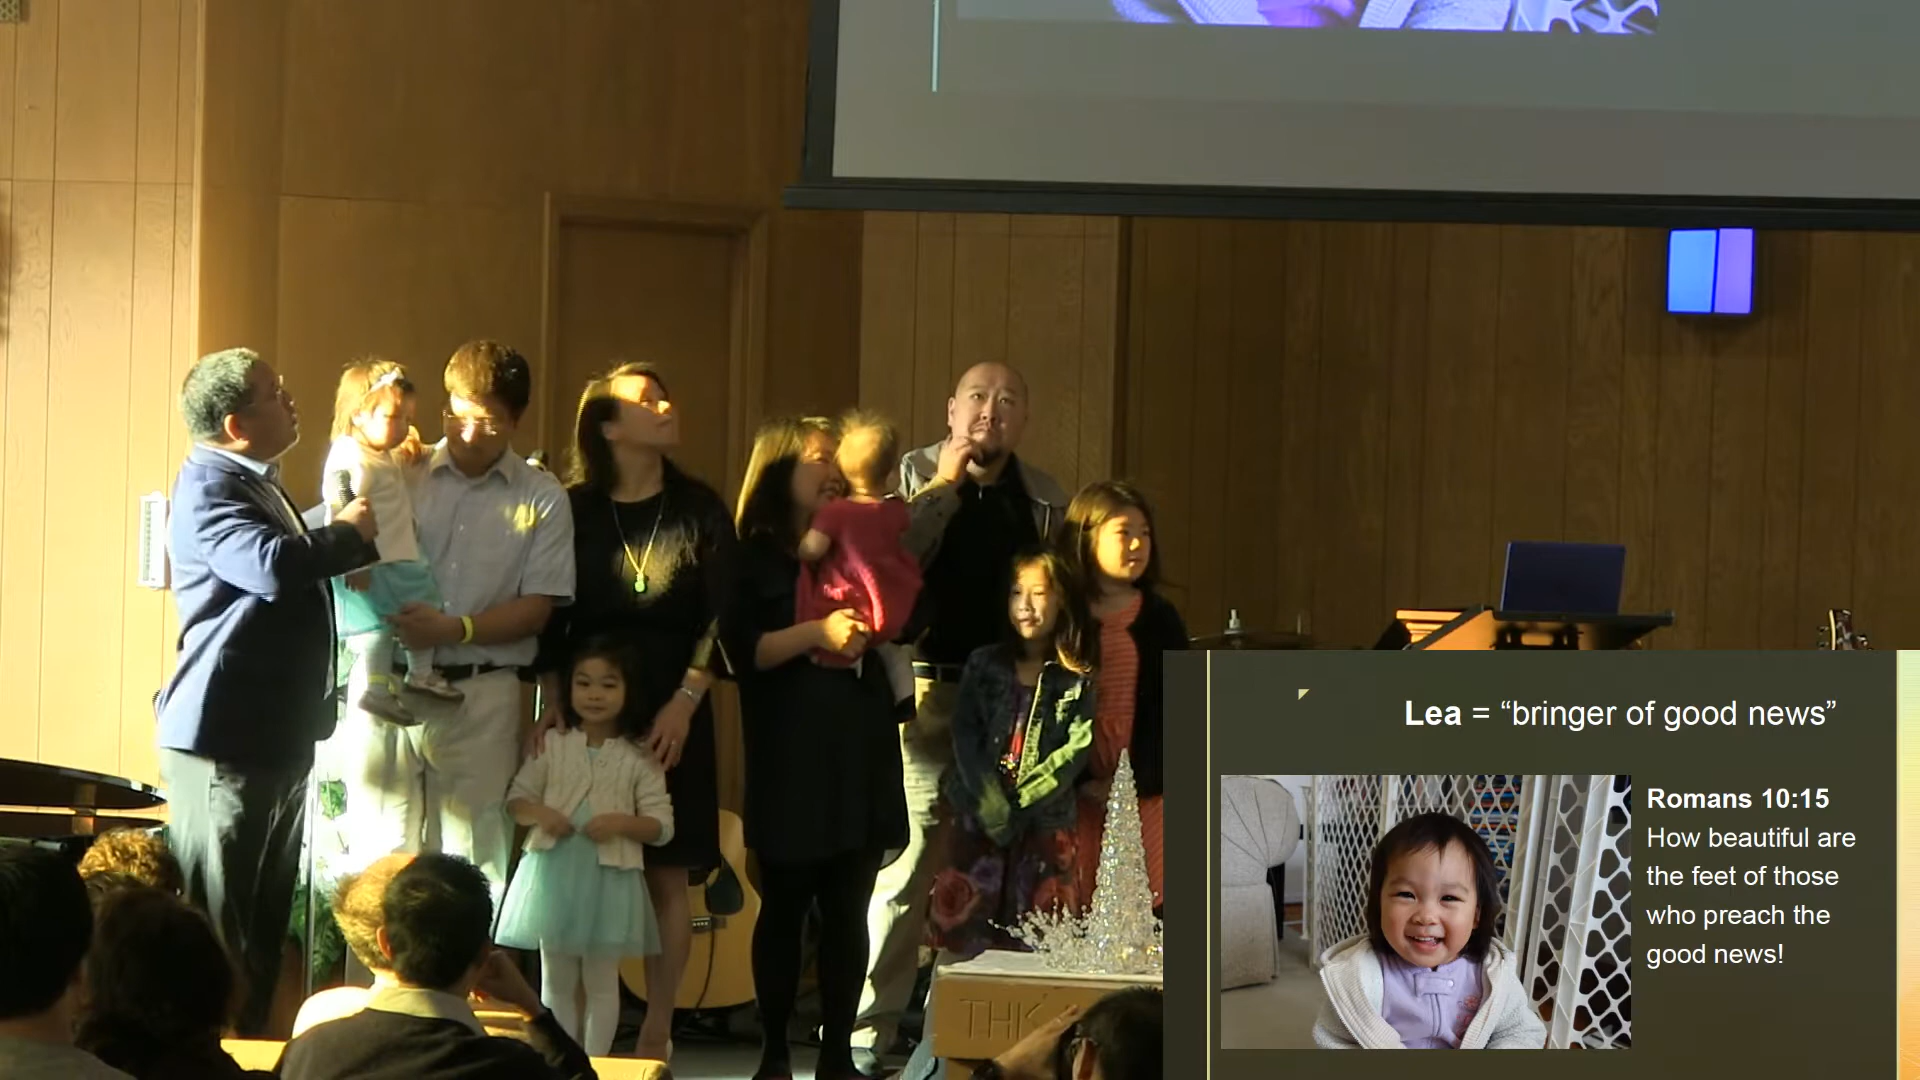 Lea = “bringer of good news”
Romans 10:15
How beautiful are
the feet of those
who preach the
good news!